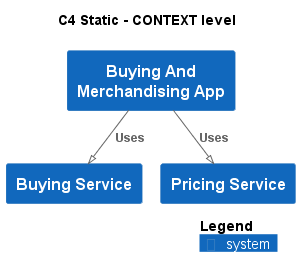 C4 Static - CONTEXT level
Buying And
Merchandising App
Uses
Uses
Buying Service
Pricing Service
Legend
system